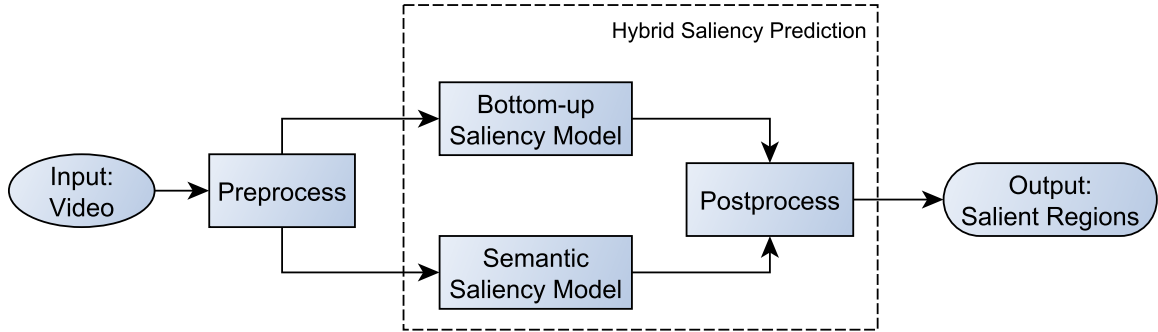 Hybrid Saliency Prediction
Input:
Video
Preprocess
Bottom-up
Saliency Model
Semantic
Saliency Model
Postprocess
Output:
Salient Regions